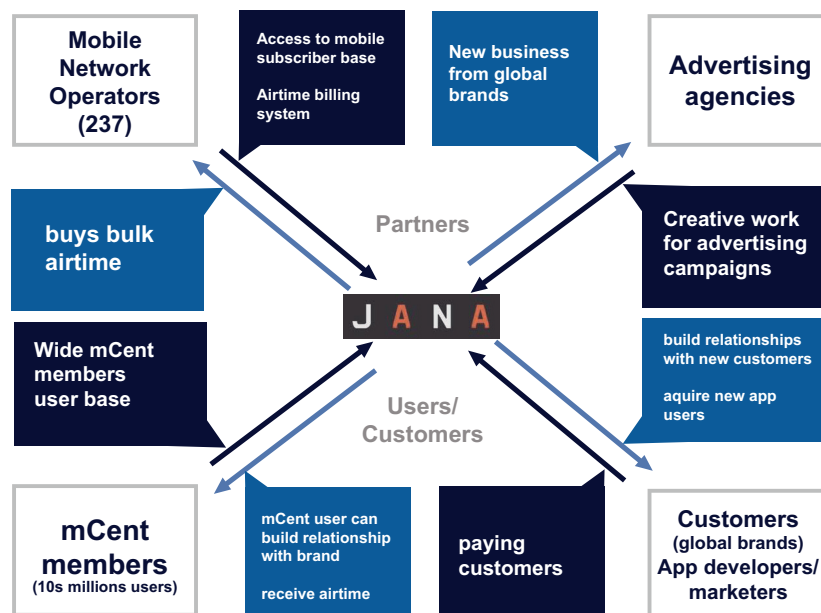 Mobile
Network
Operators
(237)
Access to mobile
subscriber base
Airtime billing
system
New business
from global
brands
Advertising
agencies
buys bulk
airtime
Partners
Creative work
for advertising
campaigns
JANA
Wide mCent
members
user base
build relationships
with new customers
aquire new app
users
Users/
Customers
mCent
members
(10s millions users)
mCent user can
build relationship
with brand
receive airtime
paying
customers
Customers
(global brands)
App developers/
marketers